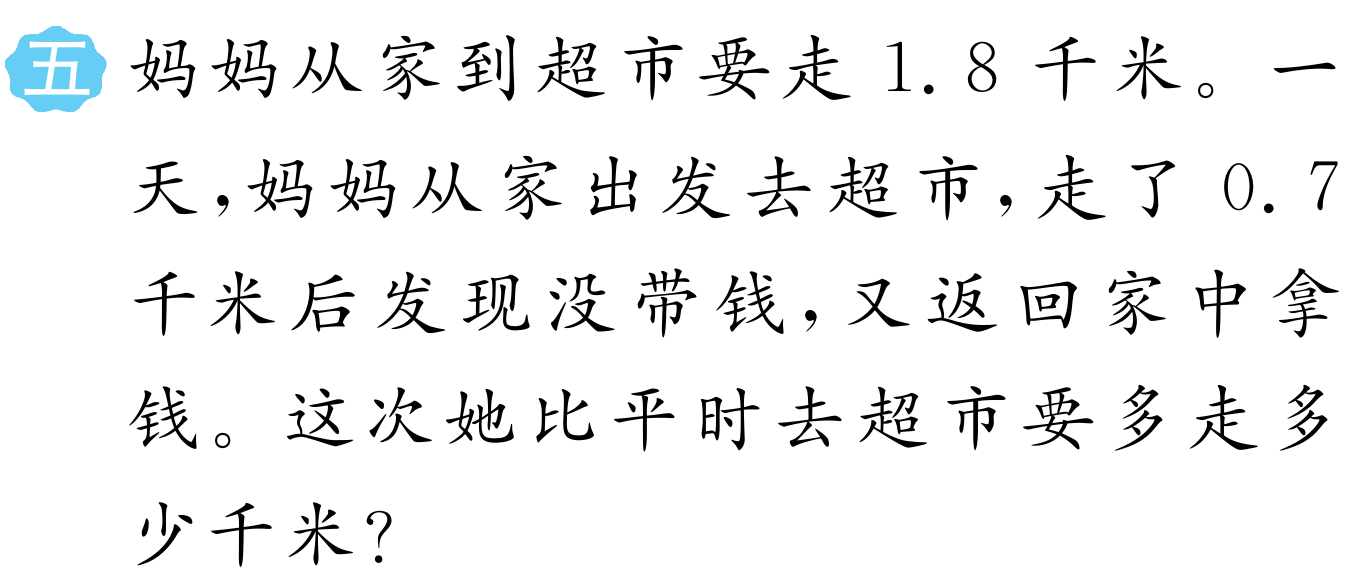 五 妈妈从家到超市要走 1.8 千米。一
天,妈妈从家出发去超市,走了 0.7
千米后发现没带钱,又返回家中拿
钱。这次她比平时去超市要多走多
少千米?